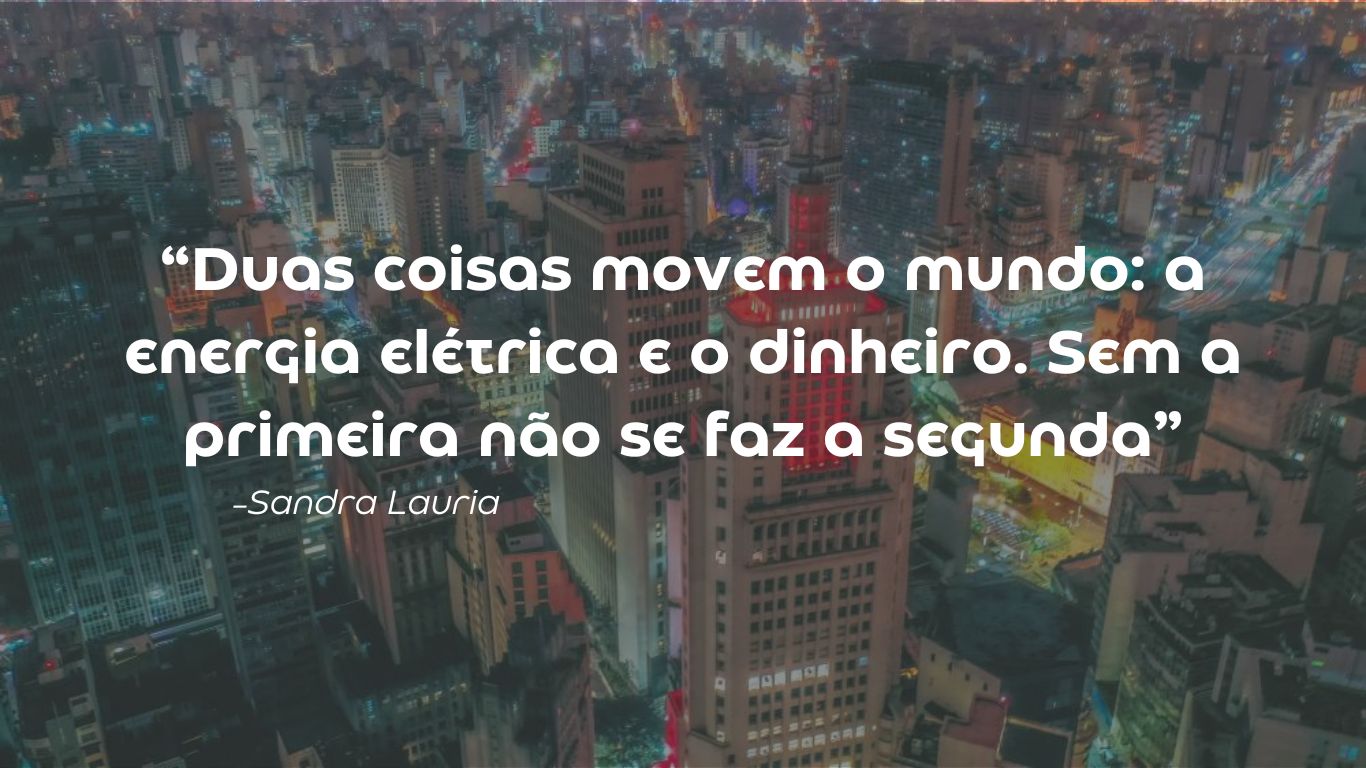 “Duas coisas movem o mundo: a
energia elétrica e o dinheiro. Sem a
primeira não se faz a segunda”
-Sandra Lauria